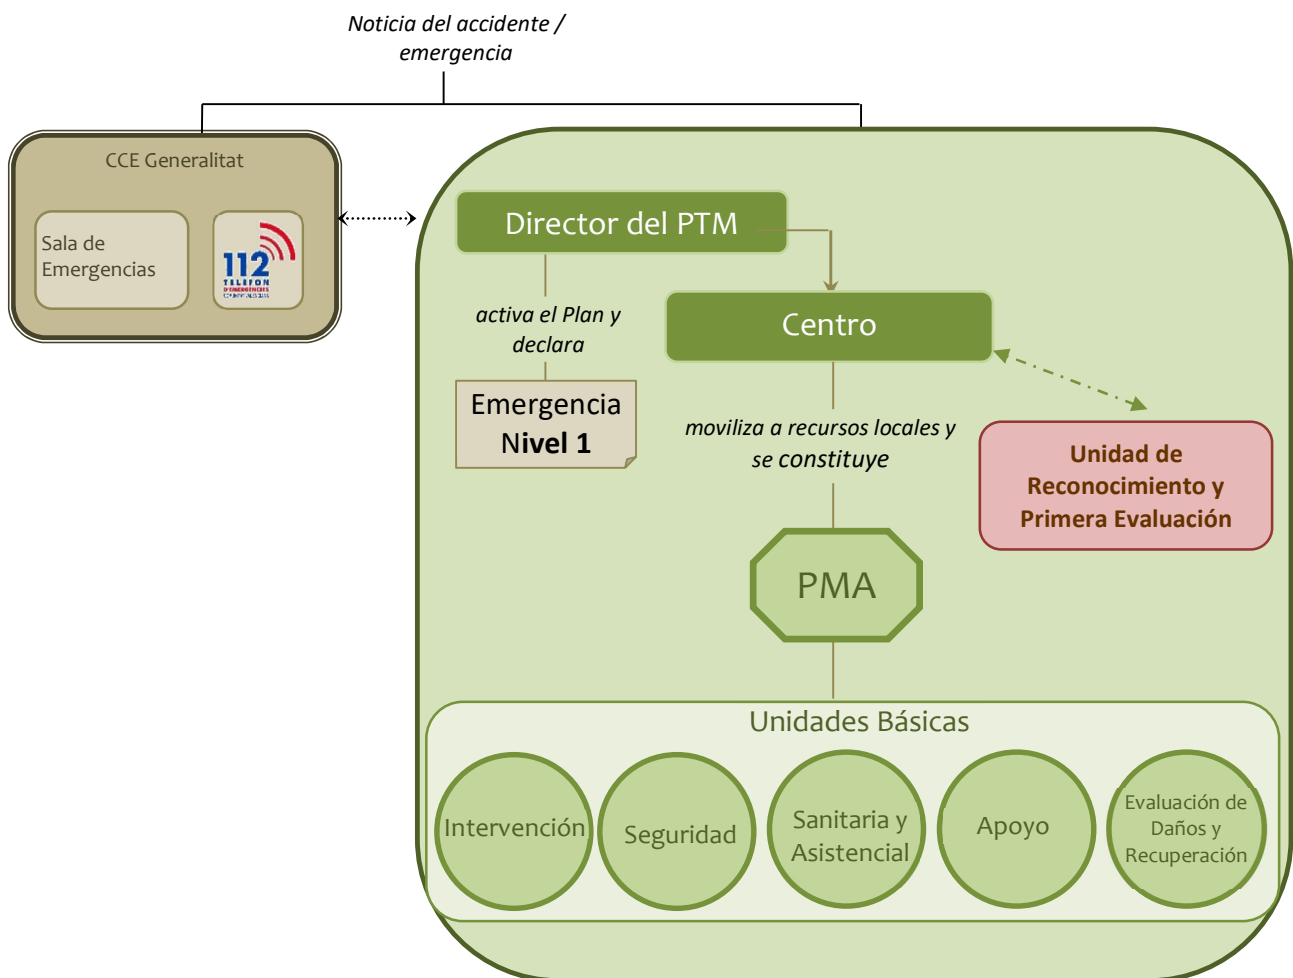 Noticia del accidente /
emergencia
CCE Generalitat
Sala de
Emergencias
112
TELÈFON
D'EMERGÈNCIES
Director del PTM
activa el Plan y
declara
Emergencia
Nivel 1
Centro
moviliza a recursos locales y
se constituye
Unidad de
Reconocimiento y
Primera Evaluación
PMA
Unidades Básicas
Intervención
Seguridad
Sanitaria y
Asistencial
Apoyo
Evaluación de
Daños y
Recuperación